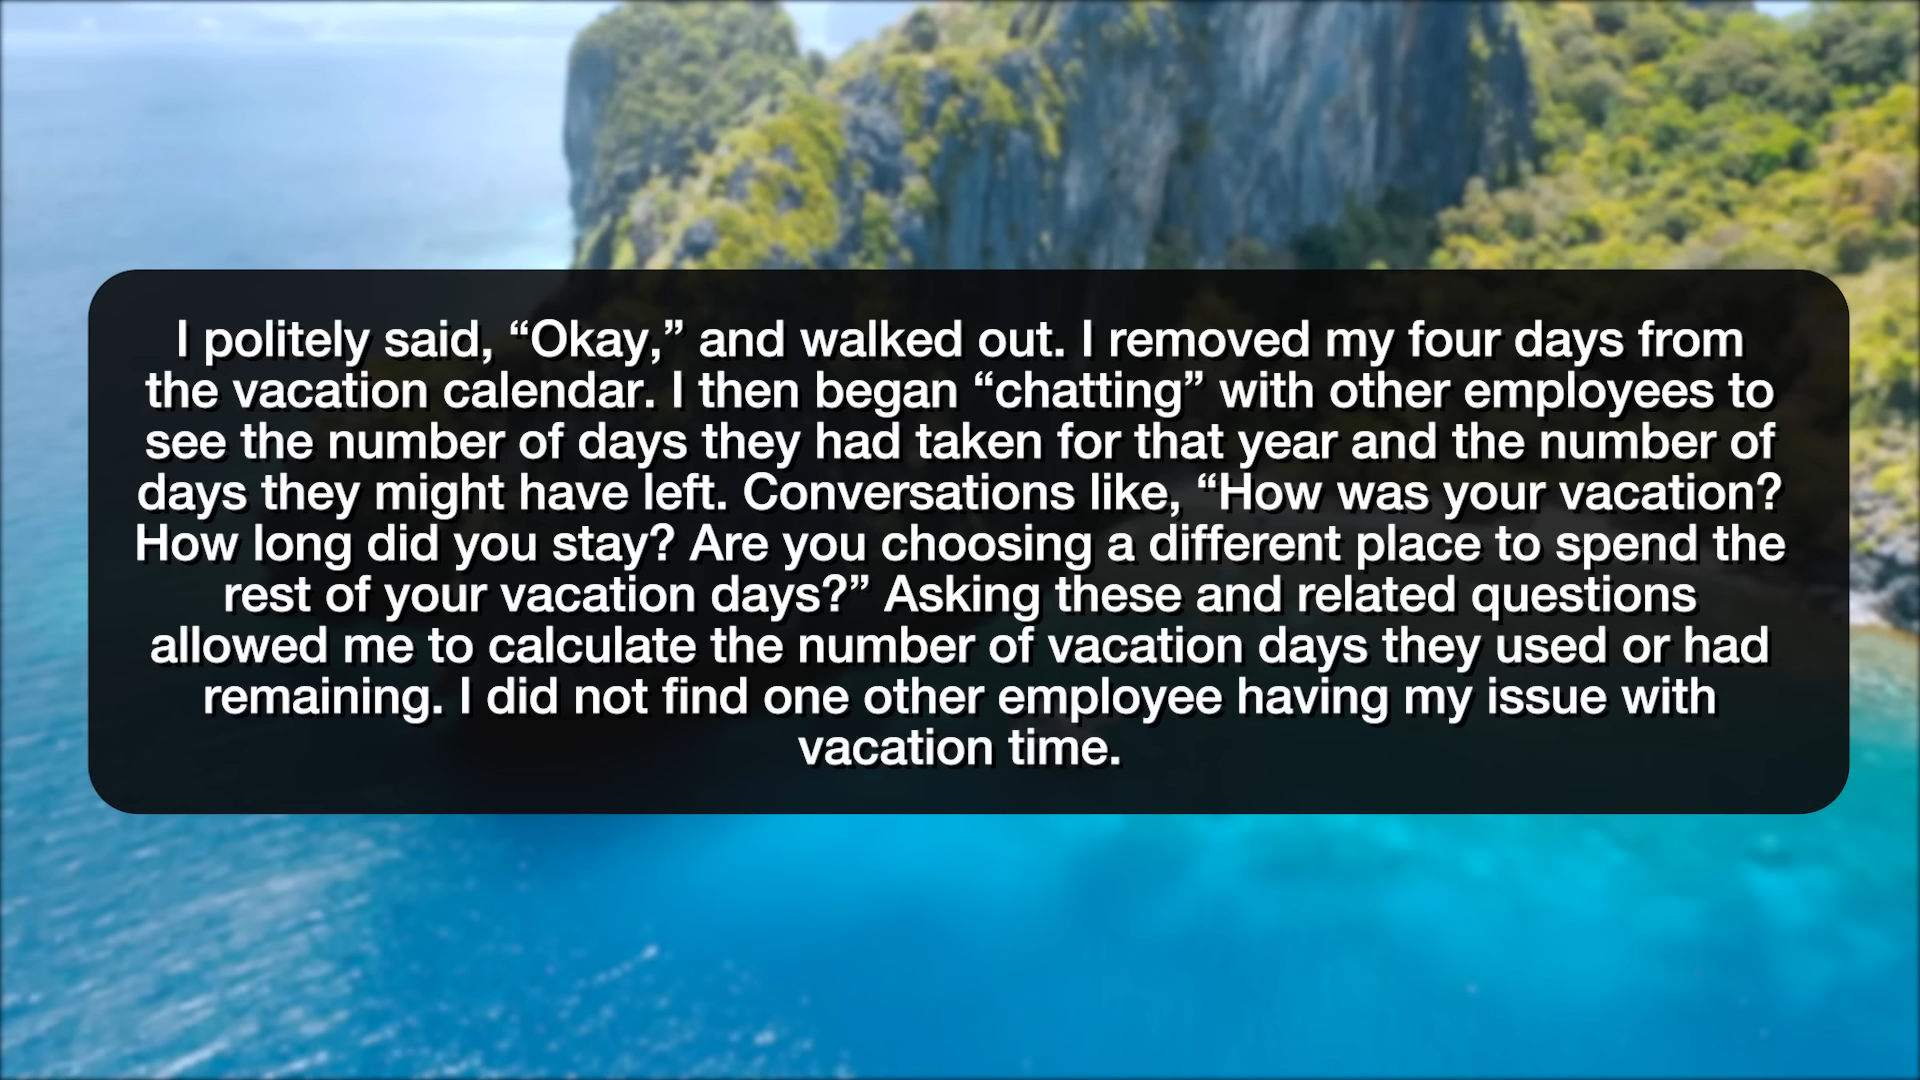 I politely said, “Okay,” and walked out. I removed my four days from
the vacation calendar. I then began “chatting” with other employees to
see the number of days they had taken for that year and the number of
days they might have left. Conversations like, “How was your vacation?
How long did you stay? Are you choosing a different place to spend the
rest of your vacation days?” Asking these and related questions
allowed me to calculate the number of vacation days they used or had
remaining. I did not find one other employee having my issue with
vacation time.